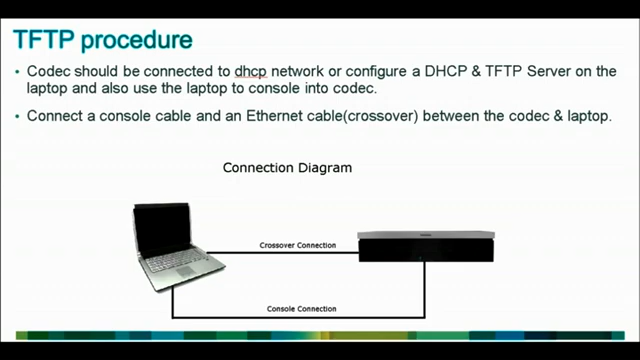 TFTP procedure
• Codec should be connected to dhcp network or configure a DHCP & TFTP Server on the
laptop and also use the laptop to console into codec.
• Connect a console cable and an Ethernet cable(crossover) between the codec & laptop.
Connection Diagram
Crossover Connection
Console Connection